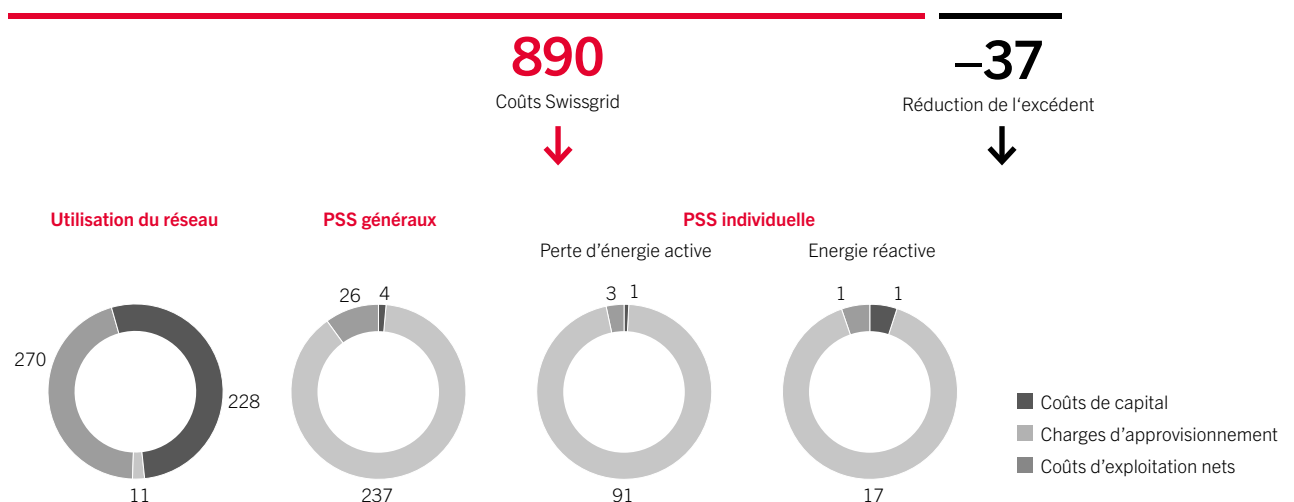 890
Coûts Swissgrid
–37
Réduction de l‘excédent
Utilisation du réseau
PSS généraux
PSS individuelle
Perte d’énergie active
Energie réactive
270
228
11
26
4
237
3
1
91
1
1
17
Coûts de capital
Charges d’approvisionnement
Coûts d’exploitation nets